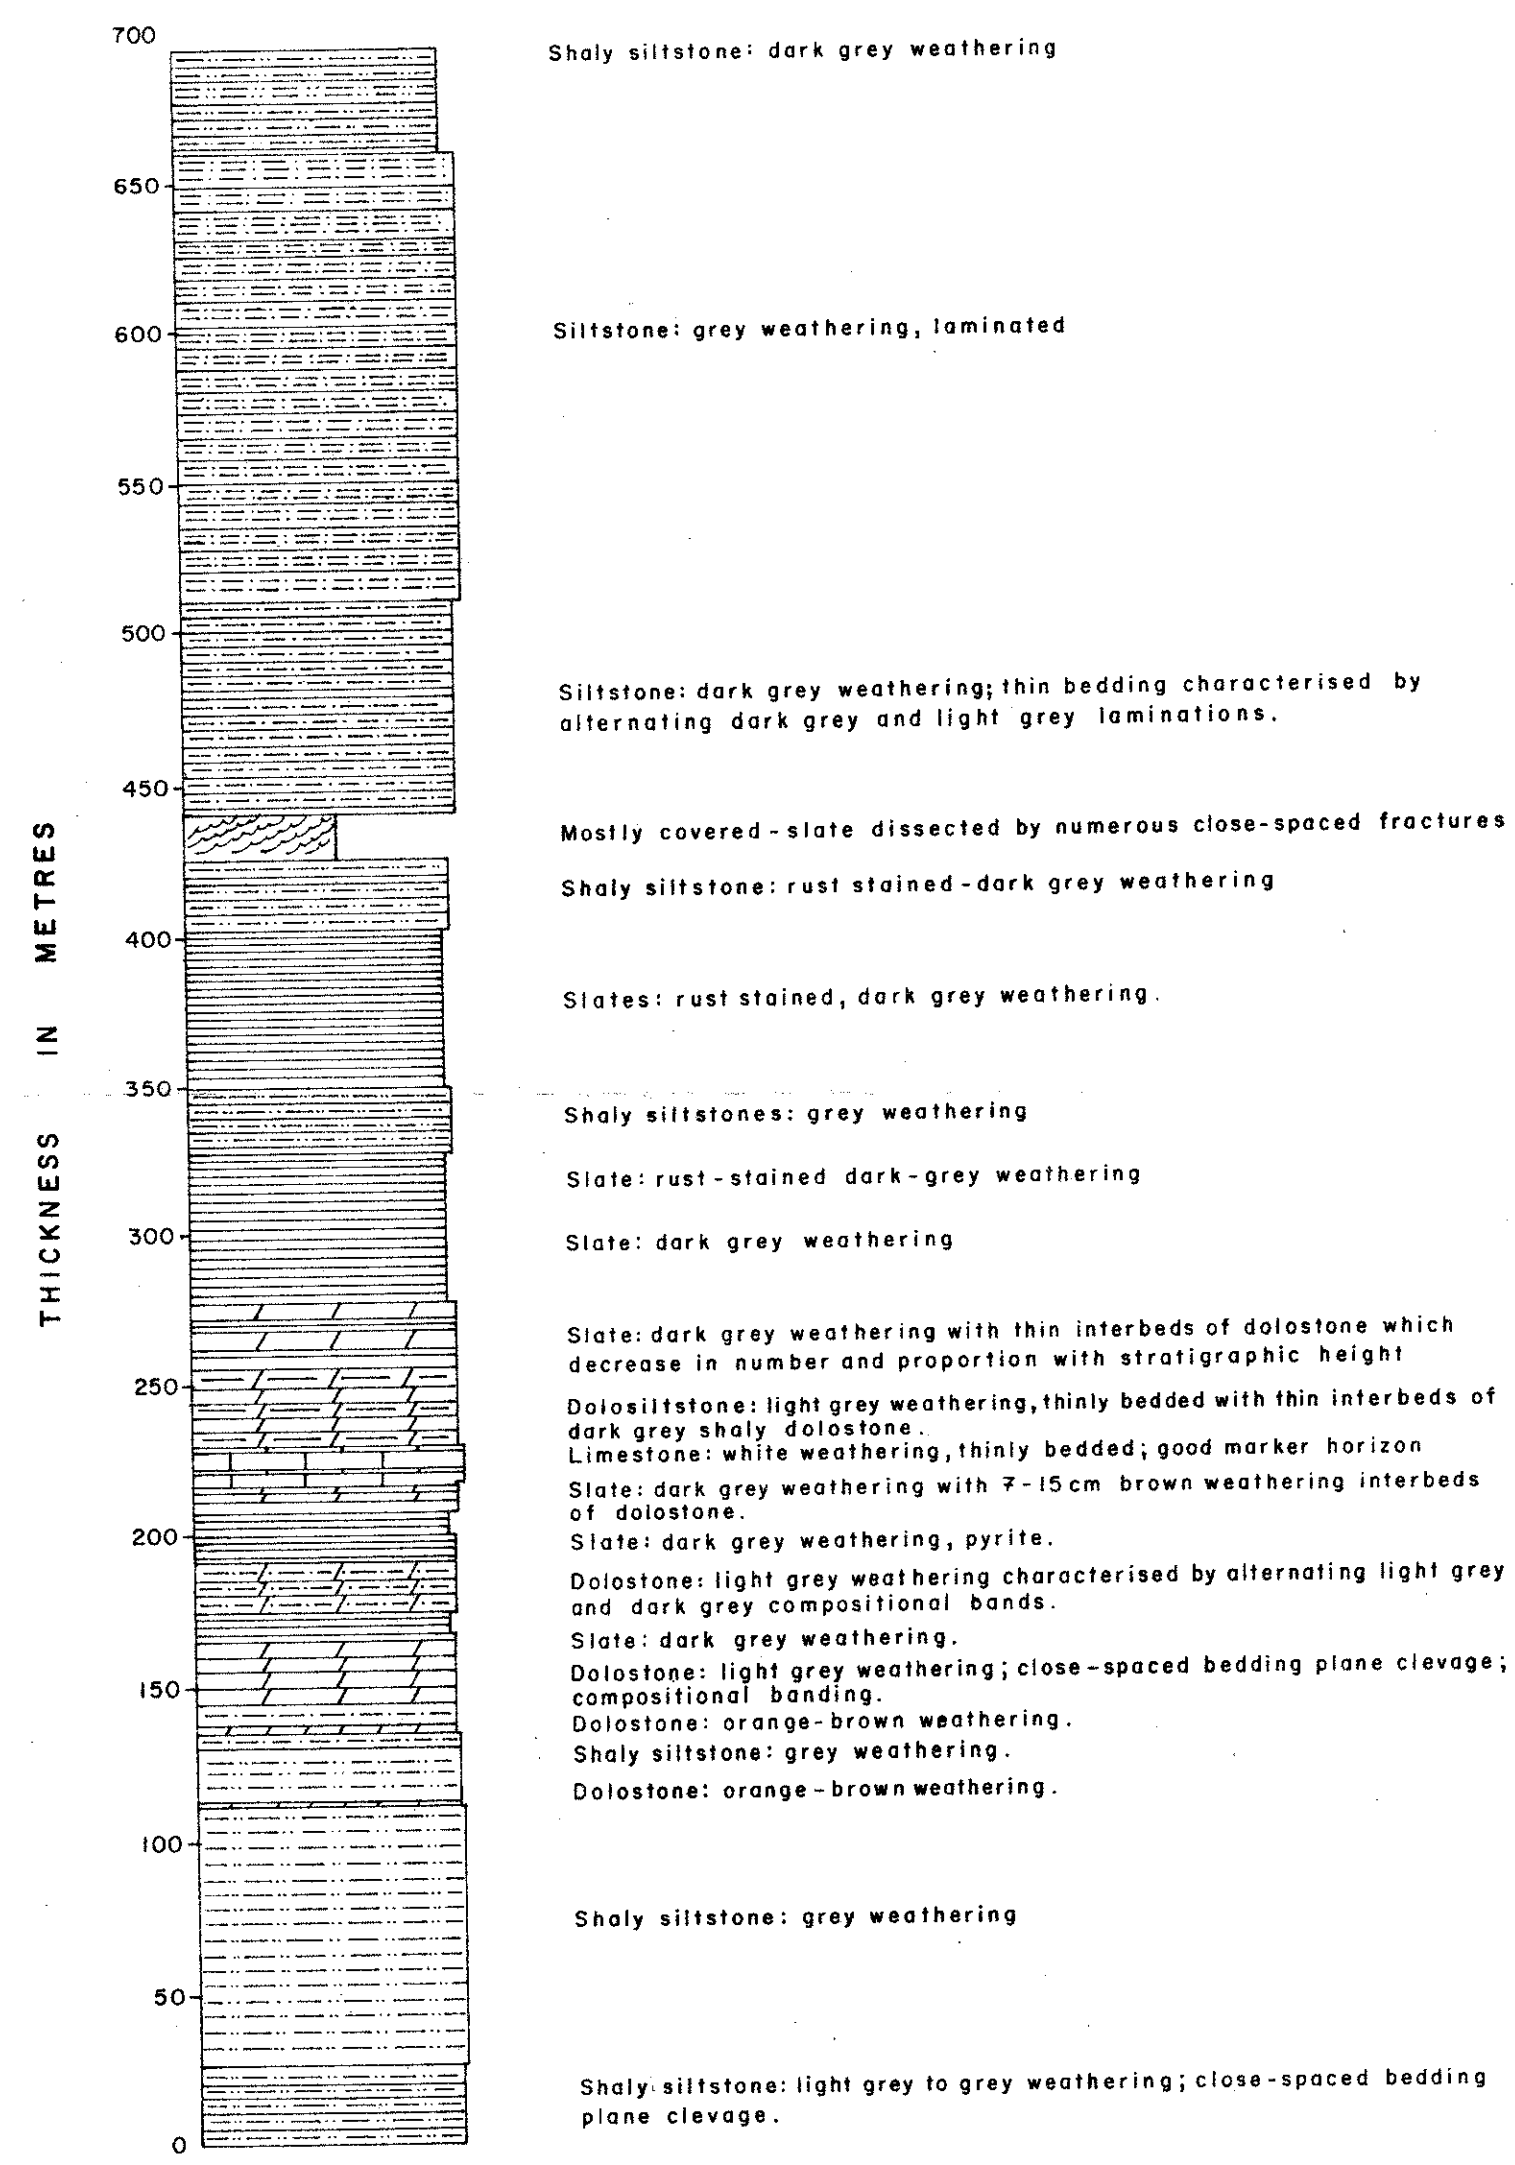 700
Shaly siltstone: dark grey weathering
650
600
Siltstone: grey weathering, laminated
550
500
Siltstone: dark grey weathering; thin bedding characterised by
alternating dark grey and light grey laminations.
450
Mostly covered - slate dissected by numerous close-spaced fractures
Shaly siltstone: rust stained - dark grey weathering
400
Slates: rust stained, dark grey weathering.
350
Shaly siltstones: grey weathering
Slate: rust - stained dark - grey weathering
300
Slate: dark grey weathering
Slate: dark grey weathering with thin interbeds of dolostone which
decrease in number and proportion with stratigraphic height
250
Dolosiltstone: light grey weathering, thinly bedded with thin interbeds of
dark grey shaly dolostone.
Limestone: white weathering, thinly bedded; good marker horizon
Slate: dark grey weathering with 7-15cm brown weathering interbeds
of dolostone.
200
Slate: dark grey weathering, pyrite.
Dolostone: light grey weathering characterised by alternating light grey
and dark grey compositional bands.
Slate: dark grey weathering.
Dolostone: light grey weathering; close-spaced bedding plane clevage;
150
compositional banding.
Dolostone: orange-brown weathering.
Shaly siltstone: grey weathering.
Dolostone: orange-brown weathering.
100
Shaly siltstone: grey weathering
50
Shaly siltstone: light grey to grey weathering; close-spaced bedding
plane clevage.
0
THICKNESS IN METRES